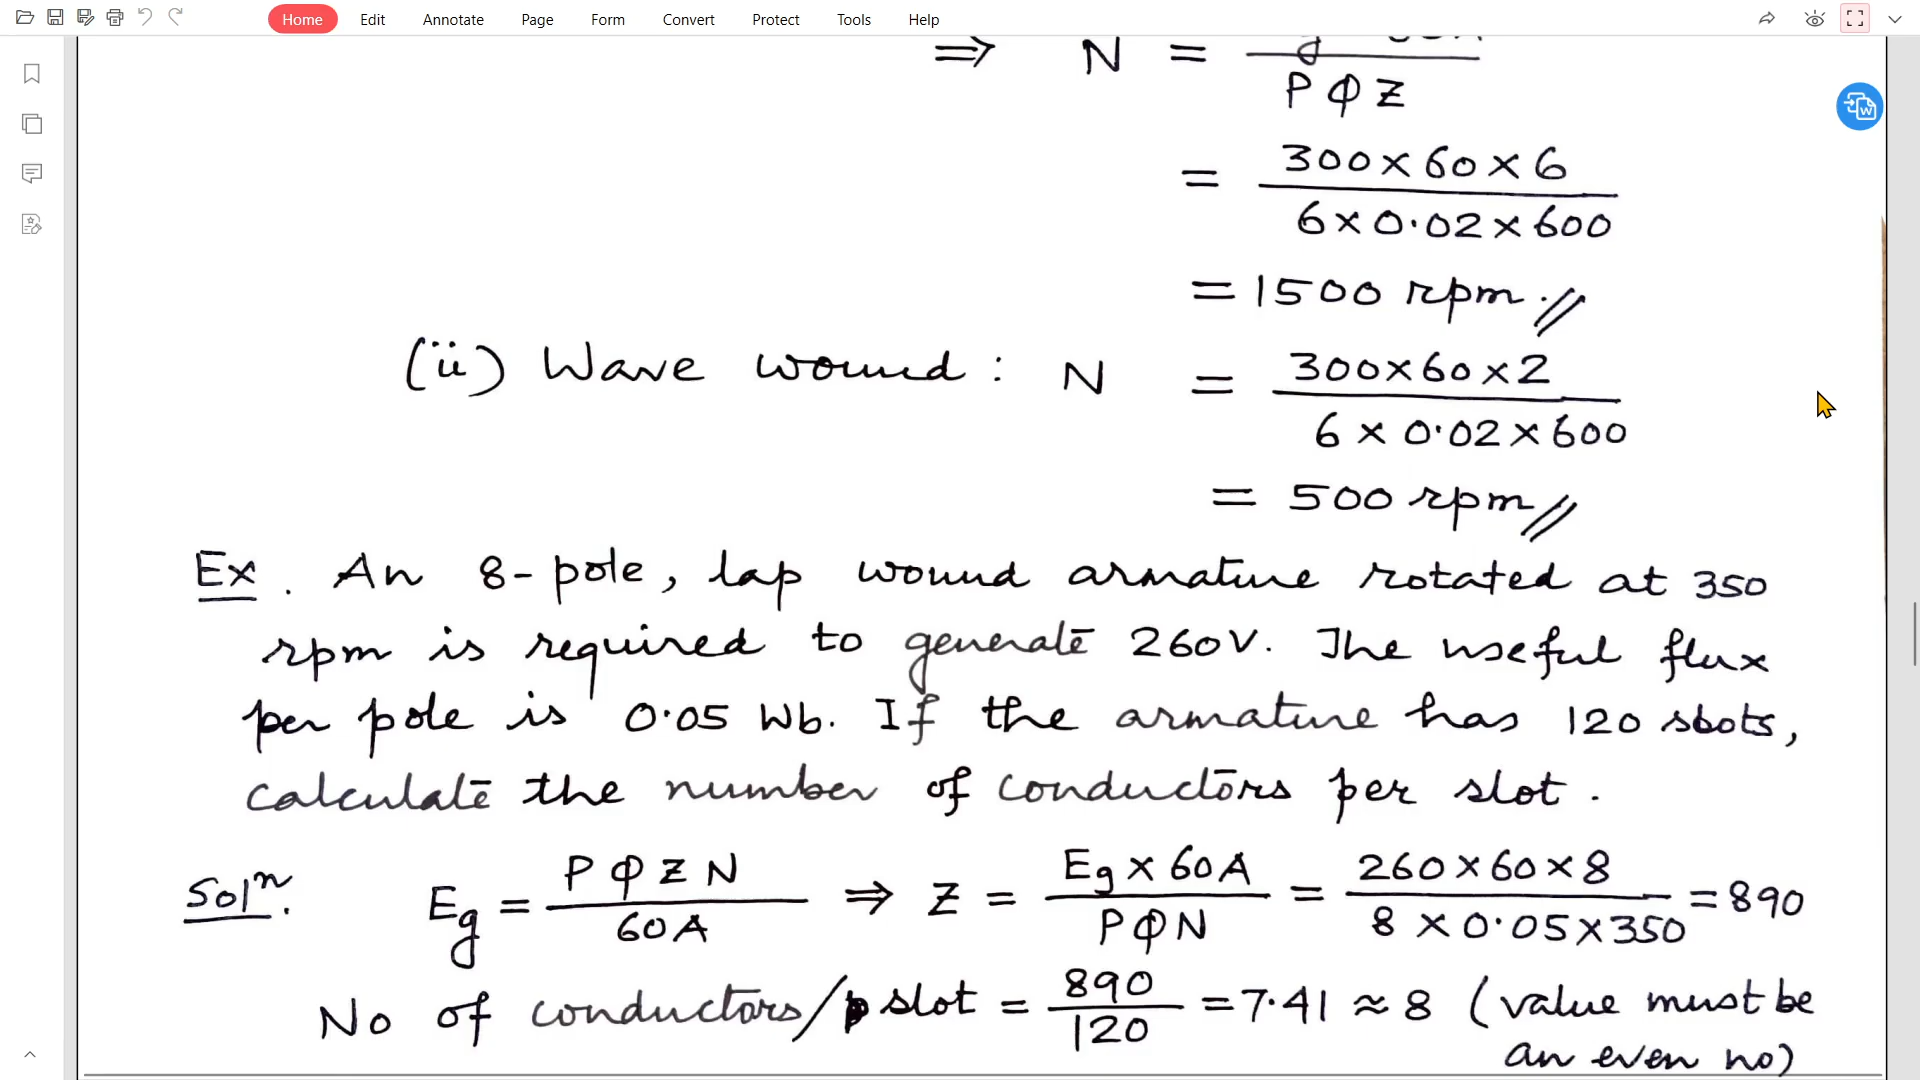 Home Edit Annotate Page Form Convert Protect Tools Help
⇒ N =
PΦZ
= 300×60×6
6×0.02×600
= 1500 rpm.//
(ii) Wave wound: N = 300×60×2
6×0.02×600
= 500 rpm//
Ex. An 8-pole, lap wound armature rotated at 350
rpm is required to generate 260V. The useful flux
per pole is 0.05 Wb. If the armature has 120 slots,
calculate the number of conductors per slot.
Solⁿ. Eg = PΦZN / 60A ⇒ Z = Eg×60A / PΦN = 260×60×8 / 8×0.05×350 = 890
No of conductors/slot = 890 / 120 = 7.41 ≈ 8 (value must be
an even no)